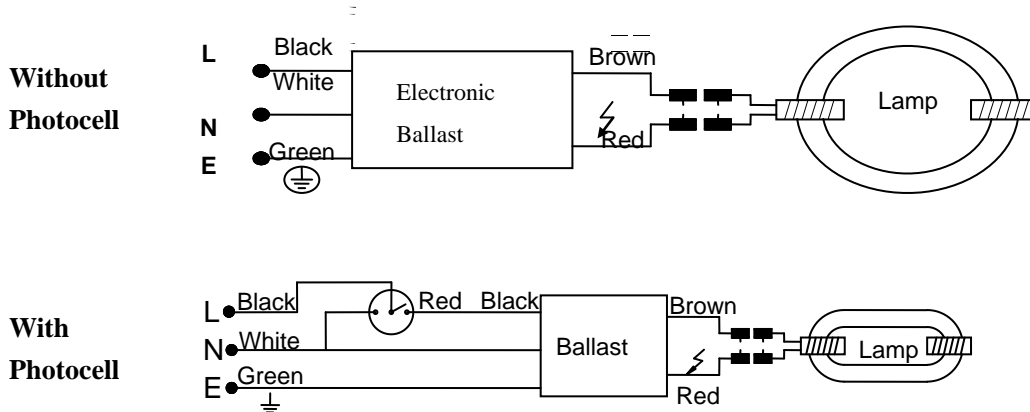 Without
Photocell
L
Black
White
N
E
Green
Electronic
Ballast
Brown
Red
Lamp
With
Photocell
L
Black
Red
Black
N
White
E
Green
Ballast
Brown
Red
Lamp